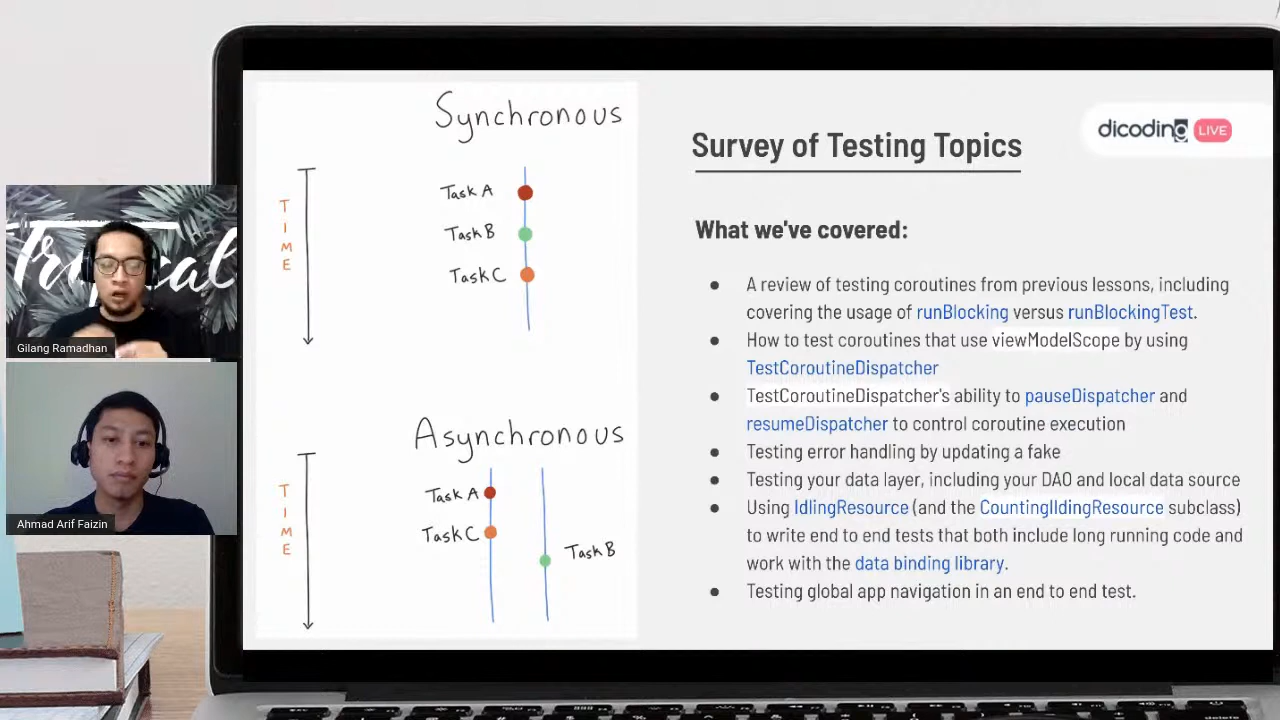 Synchronous
TIME
Task A
Task B
Task C
Asynchronous
TIME
Task A
Task C
Task B
Survey of Testing Topics
dicoding LIVE
What we've covered:
● A review of testing coroutines from previous lessons, including
covering the usage of runBlocking versus runBlockingTest.
● How to test coroutines that use viewModelScope by using
TestCoroutineDispatcher
● TestCoroutineDispatcher's ability to pauseDispatcher and
resumeDispatcher to control coroutine execution
● Testing error handling by updating a fake
● Testing your data layer, including your DAO and local data source
● Using IdlingResource (and the CountingIldingResource subclass)
to write end to end tests that both include long running code and
work with the data binding library.
● Testing global app navigation in an end to end test.
Tropical
Gilang Ramadhan
Ahmad Arif Faizin
delete